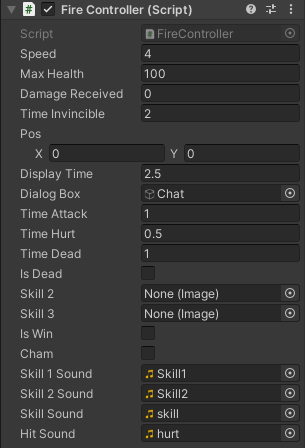 Fire Controller (Script)
Script FireController
Speed 4
Max Health 100
Damage Received 0
Time Invincible 2
Pos
X 0 Y 0
Display Time 2.5
Dialog Box Chat
Time Attack 1
Time Hurt 0.5
Time Dead 1
Is Dead
Skill 2 None (Image)
Skill 3 None (Image)
Is Win
Cham
Skill 1 Sound Skill1
Skill 2 Sound Skill2
Skill Sound skill
Hit Sound hurt